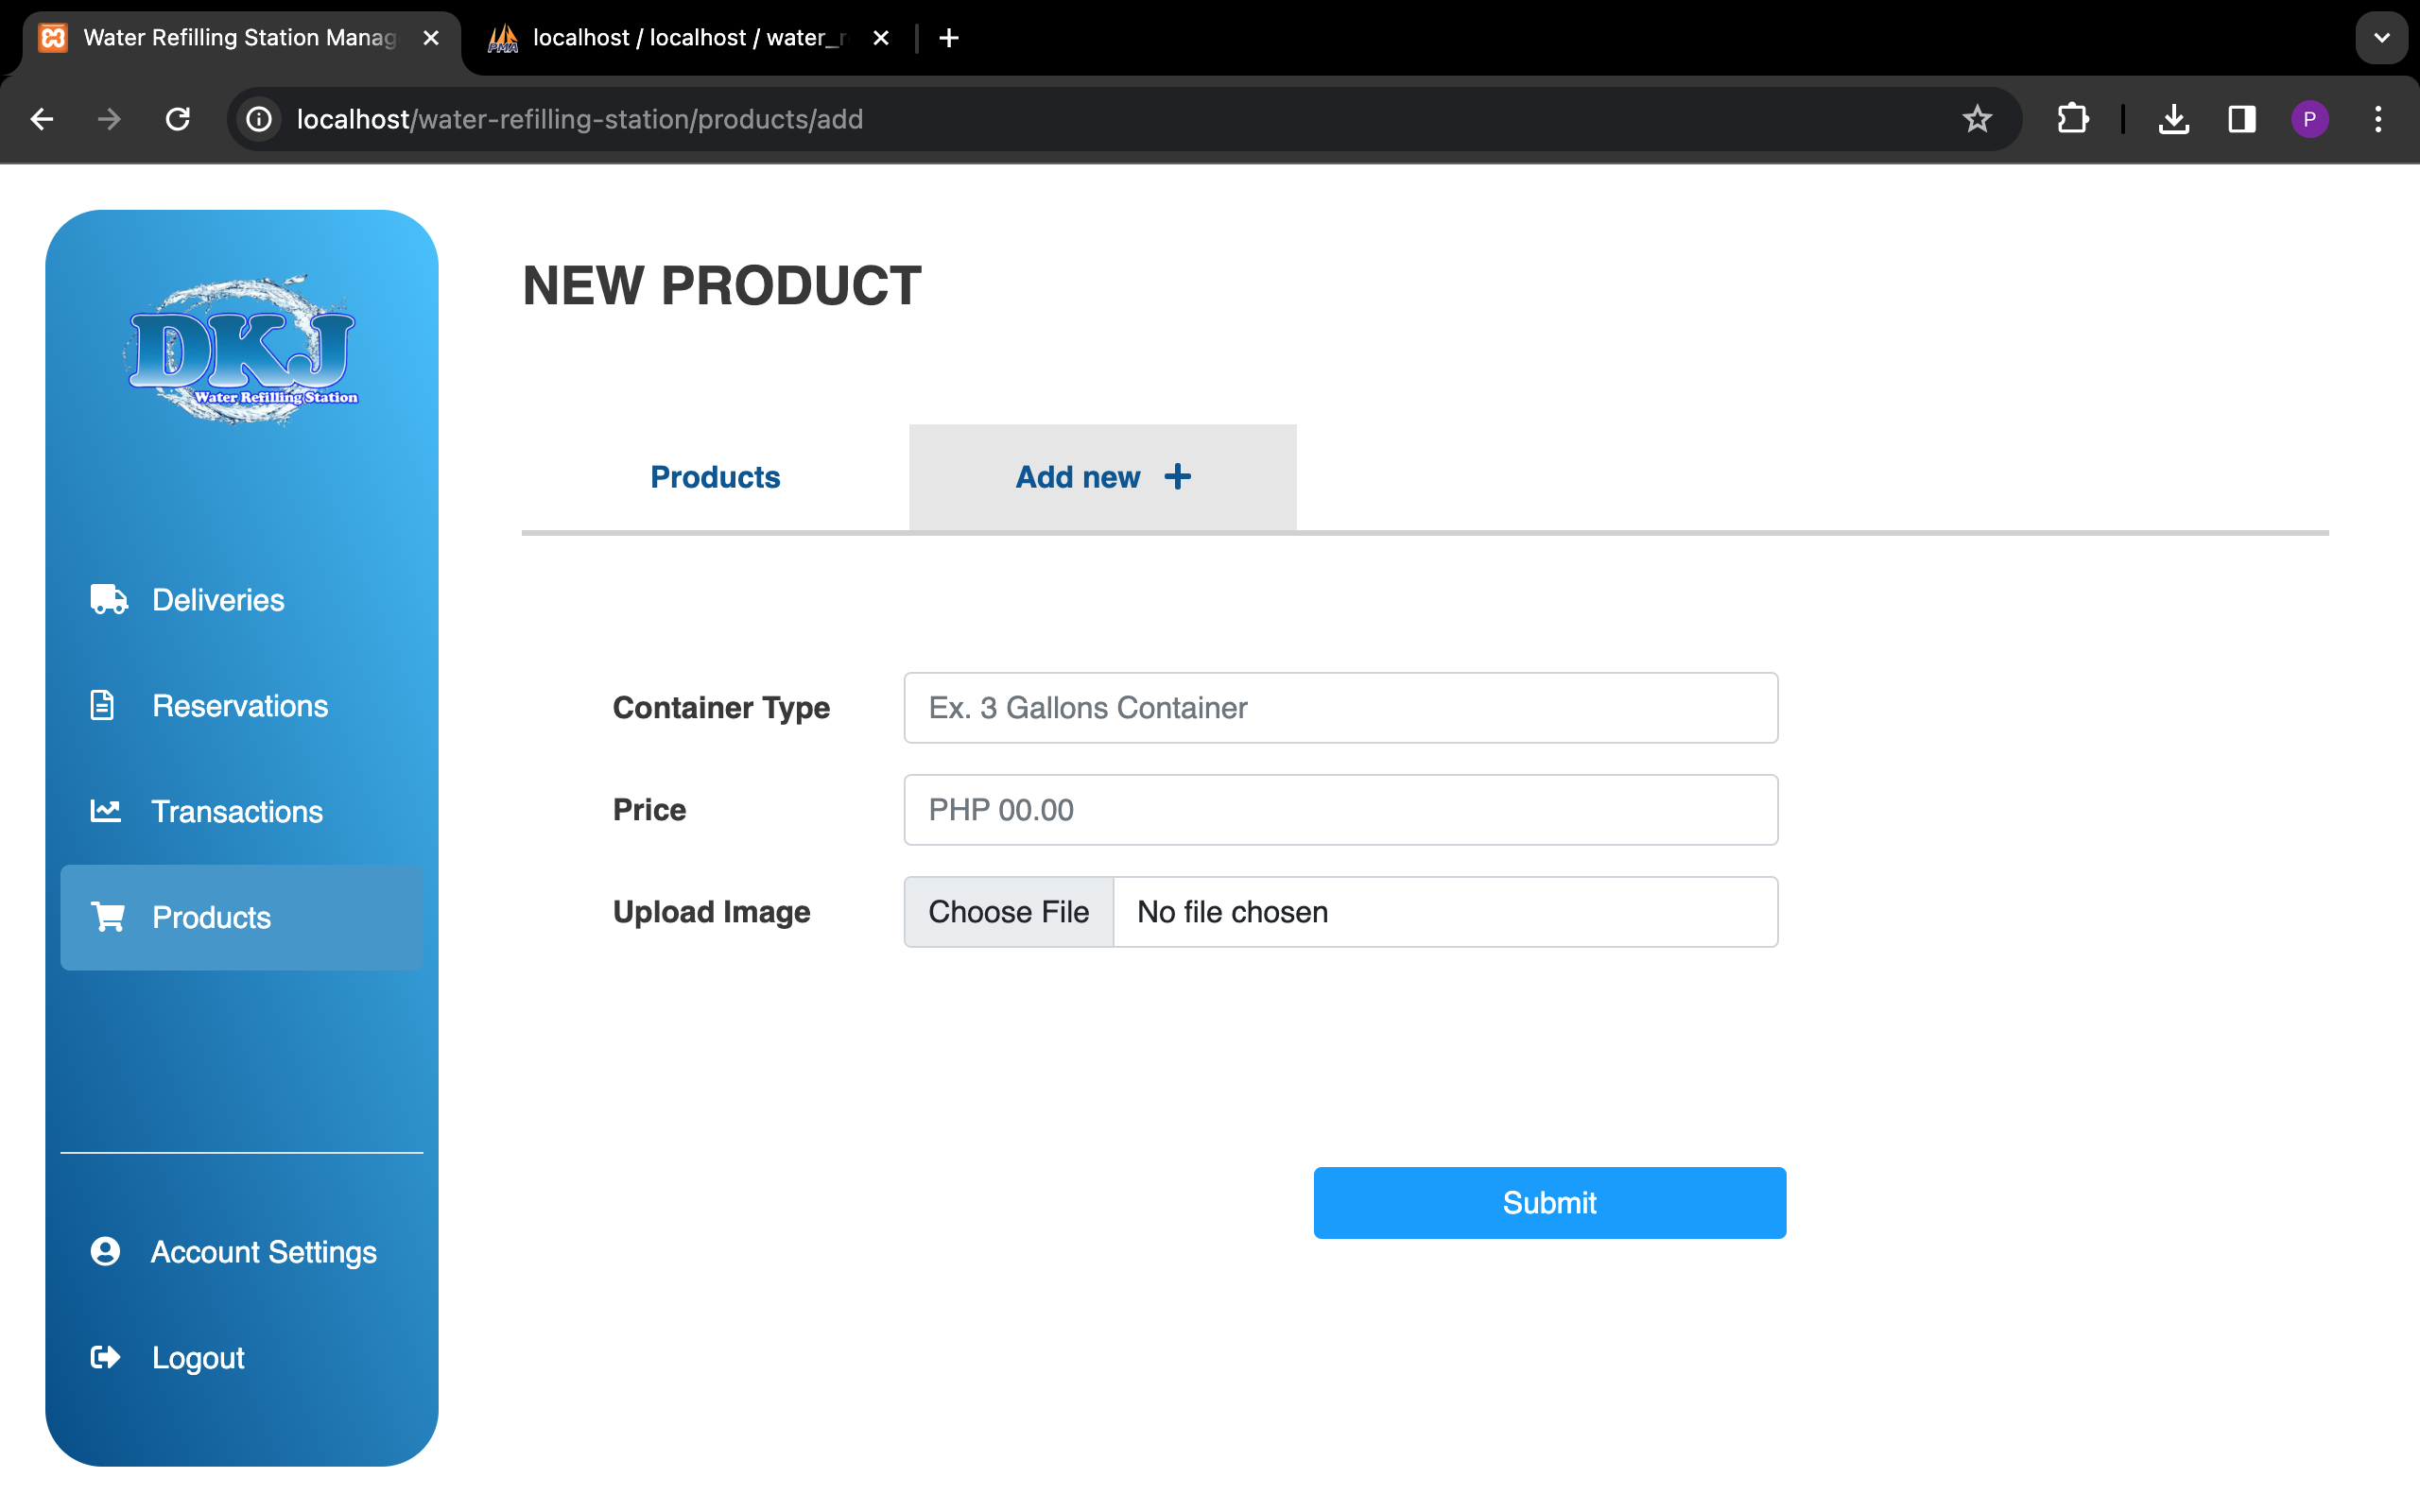 Water Refilling Station Manag
localhost / localhost / water_r
localhost/water-refilling-station/products/add
P
DKJ
Water Refilling Station
NEW PRODUCT
Products
Add new
Deliveries
Reservations
Transactions
Products
Container Type
Ex. 3 Gallons Container
Price
PHP 00.00
Upload Image
Choose File
No file chosen
Submit
Account Settings
Logout